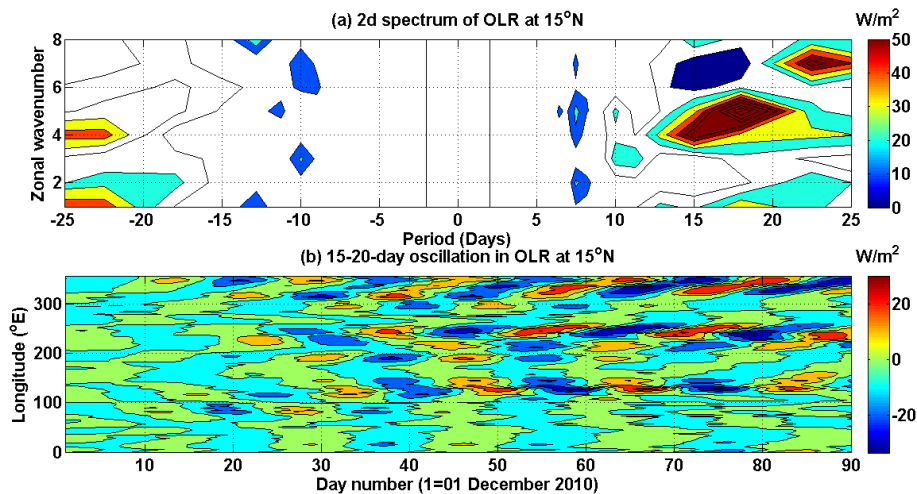 (a) 2d spectrum of OLR at 15°N
W/m²
8
6
4
2
Zonal wavenumber
-25 -20 -15 -10 -5 0 5 10 15 20 25
Period (Days)
50
40
30
20
10
0
(b) 15-20-day oscillation in OLR at 15°N
W/m²
300
200
100
0
Longitude (°E)
10 20 30 40 50 60 70 80 90
Day number (1=01 December 2010)
20
0
-20